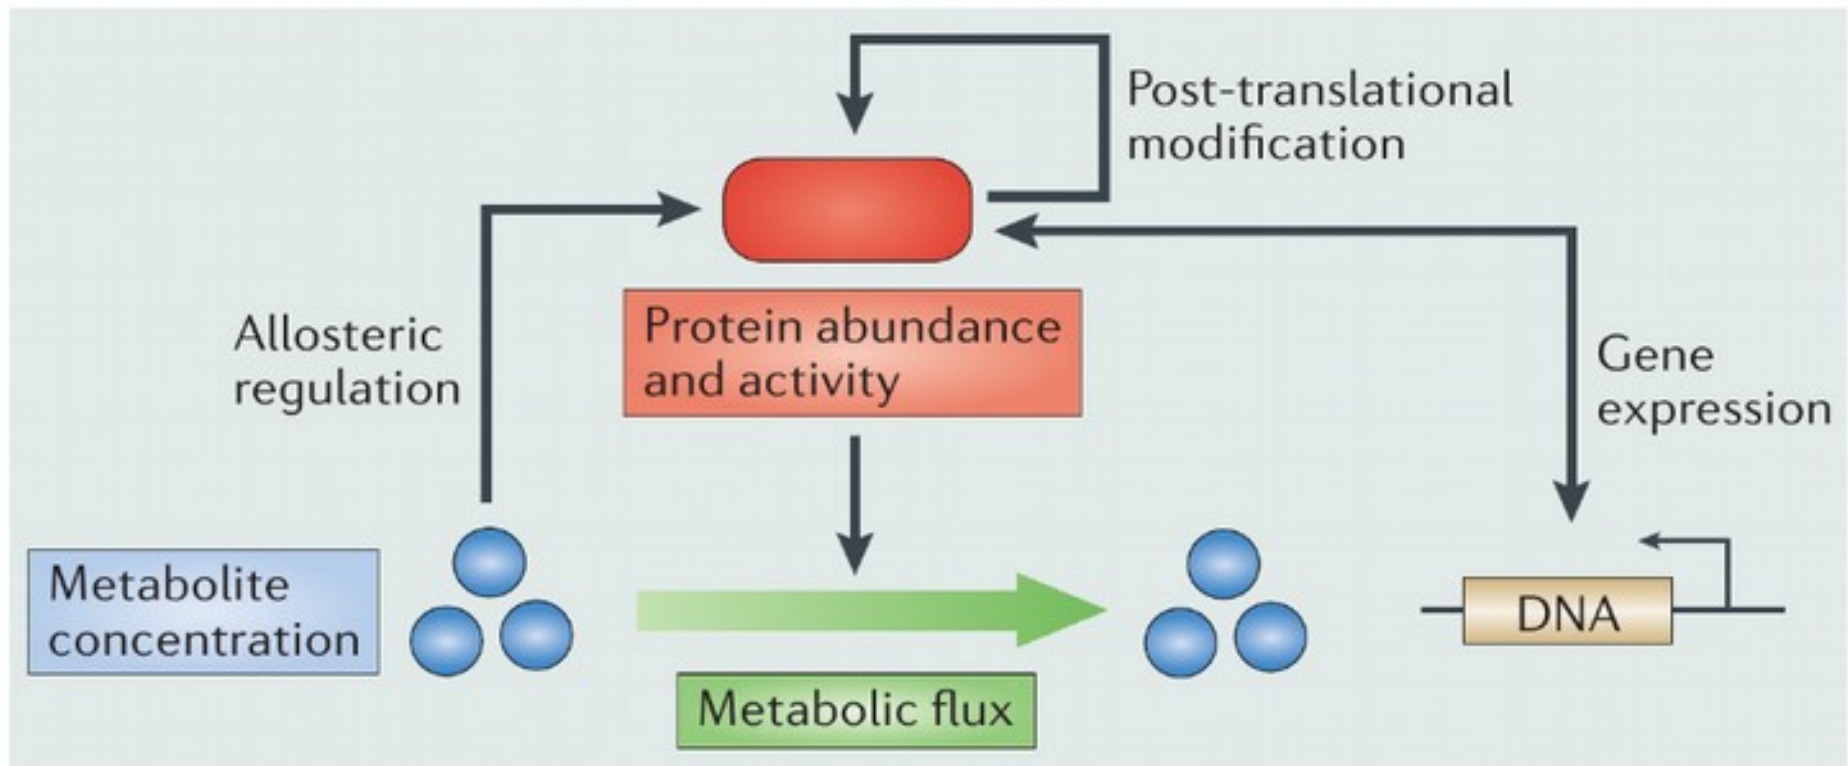 Post-translational
modification
Allosteric
regulation
Protein abundance
and activity
Gene
expression
Metabolite
concentration
DNA
Metabolic flux